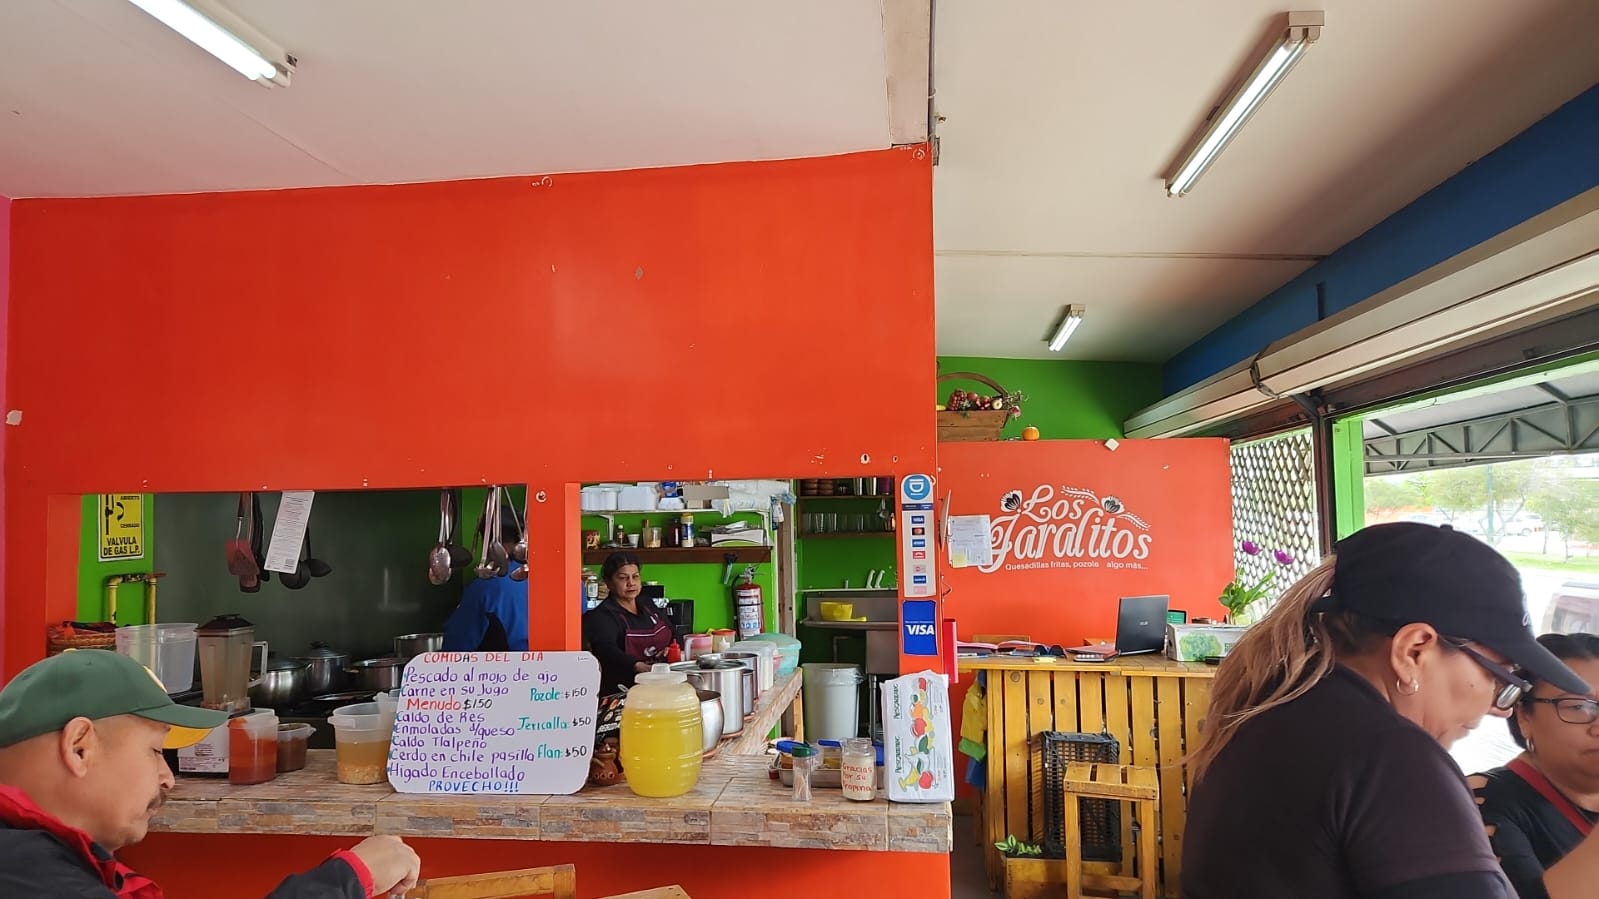 ABIERTO
CERRADO
VALVULA
DE GAS L.P.
COMIDAS DEL DIA
Pescado al mojo de ajo
Carne en su Jugo
Menudo $150
Caldo de Res
Enmoladas d/queso
Caldo Tlalpeño
Cerdo en chile pasilla
Higado Encebollado
PROVECHO!!!
Pozole: $150
Jericalla: $50
Flan: $50
Gracias
Por su
Propina
VISA
VISA
Los
Jaralitos
Quesadillas fritas, pozole algo más...